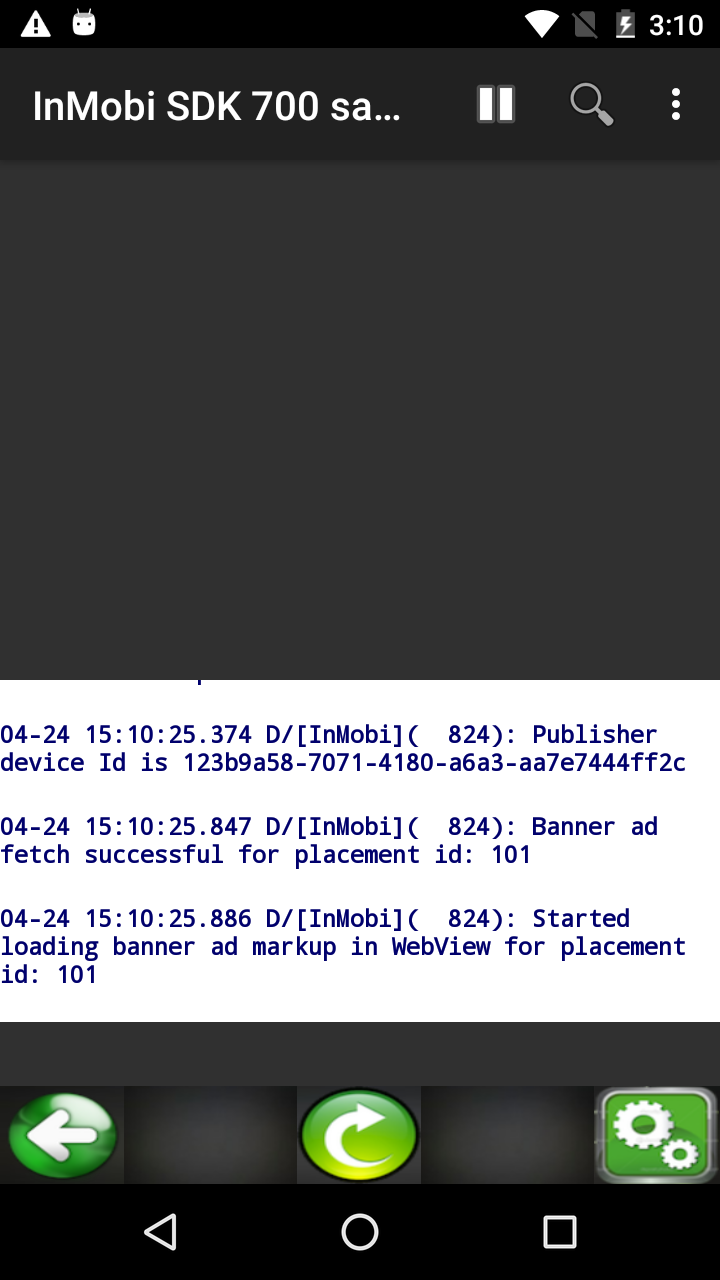 3:10
InMobi SDK 700 sa...
04-24 15:10:25.374 D/[InMobi](  824): Publisher
device Id is 123b9a58-7071-4180-a6a3-aa7e7444ff2c
04-24 15:10:25.847 D/[InMobi](  824): Banner ad
fetch successful for placement id: 101
04-24 15:10:25.886 D/[InMobi](  824): Started
loading banner ad markup in WebView for placement
id: 101